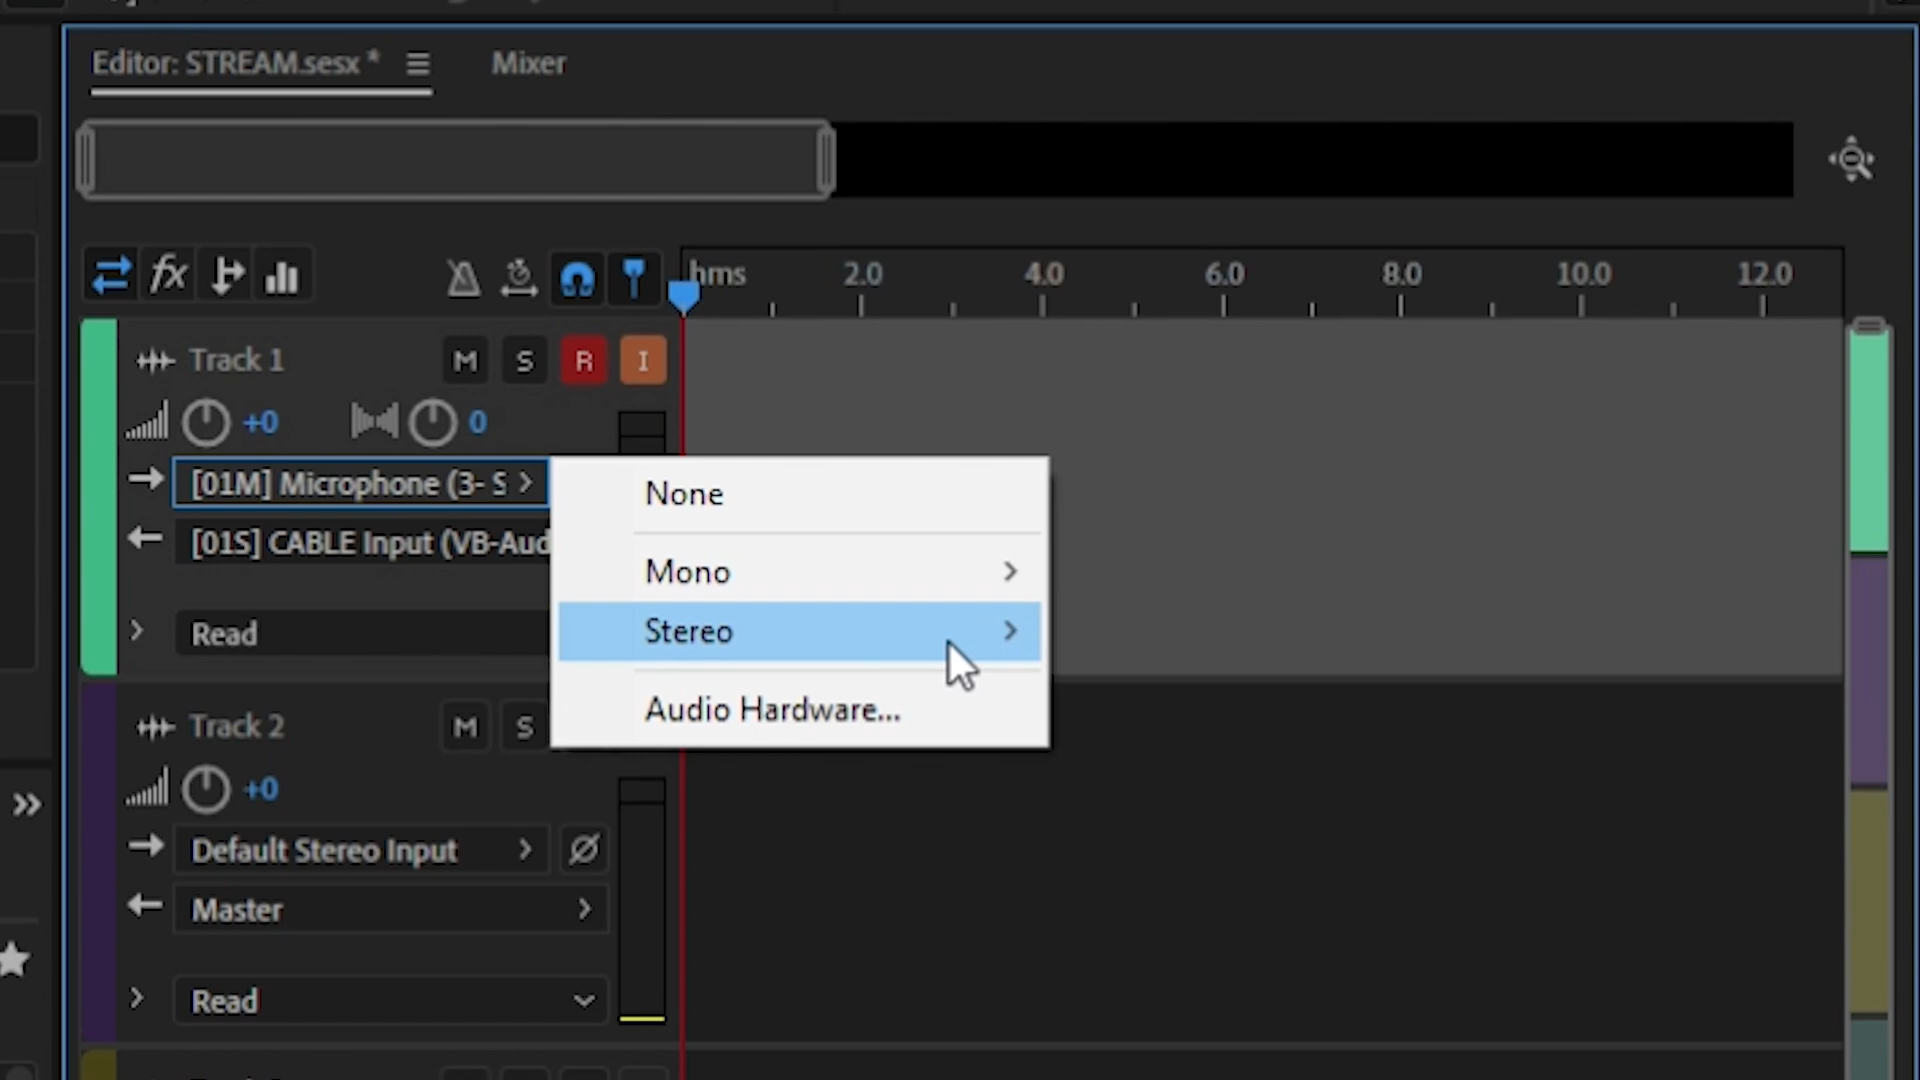 Editor: STREAM.sesx *
Mixer
fx
hms 2.0 4.0 6.0 8.0 10.0 12.0
Track 1 M S R I
+0 0
[01M] Microphone (3- S
[01S] CABLE Input (VB-Aud
Read
None
Mono
Stereo
Audio Hardware...
Track 2 M S
+0
Default Stereo Input
Master
Read